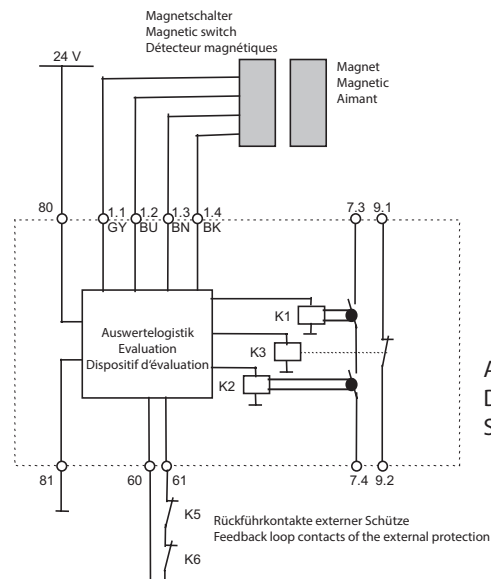 Magnetschalter
Magnetic switch
Détecteur magnétiques
24 V
Magnet
Magnetic
Aimant
80
1.1
1.2
1.3
1.4
7.3
9.1
GY
BU
BN
BK
K1
Auswertelogistik
Evaluation
Dispositif d'évaluation
K3
K2
A
D
S
81
60
61
7.4
9.2
K5
Rückführkontakte externer Schütze
Feedback loop contacts of the external protection
K6